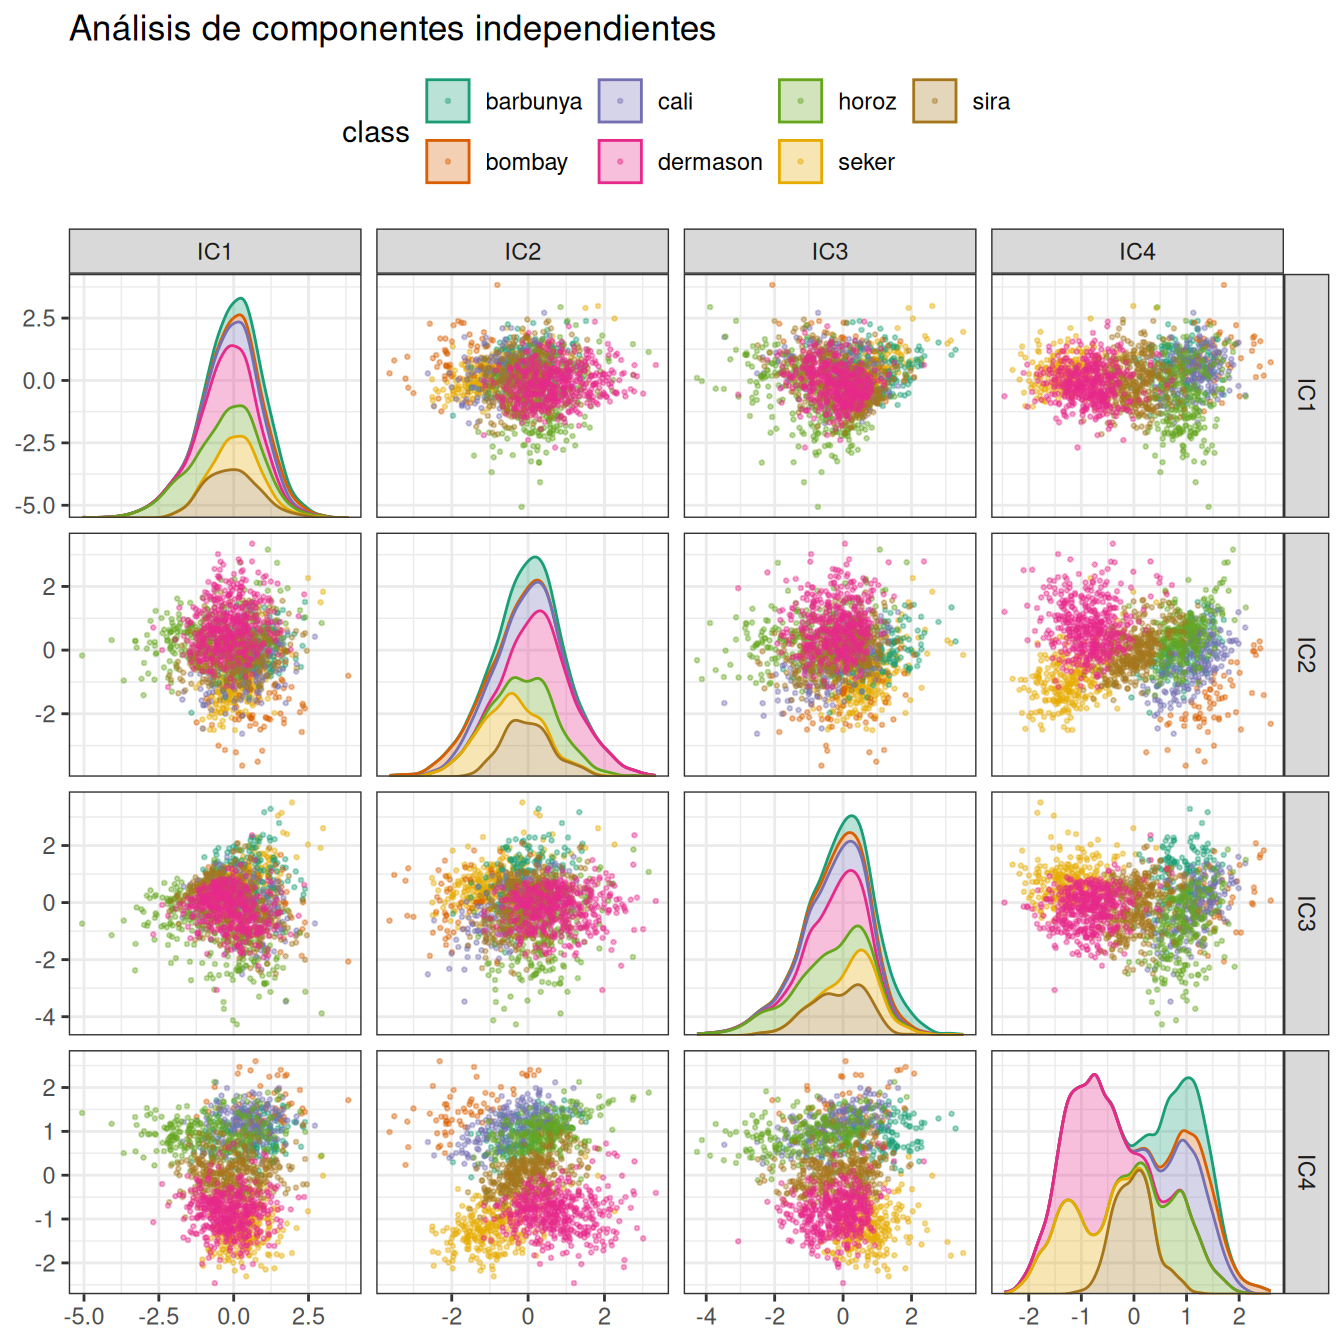 Análisis de componentes independientes
class
barbunya cali horoz sira
bombay dermason seker
IC1 IC2 IC3 IC4
2.5
0.0
-2.5
-5.0
IC1
2
0
-2
IC2
2
0
-2
-4
IC3
2
1
0
-1
-2
IC4
-5.0 -2.5 0.0 2.5 -2 0 2 -4 -2 0 2 -2 -1 0 1 2